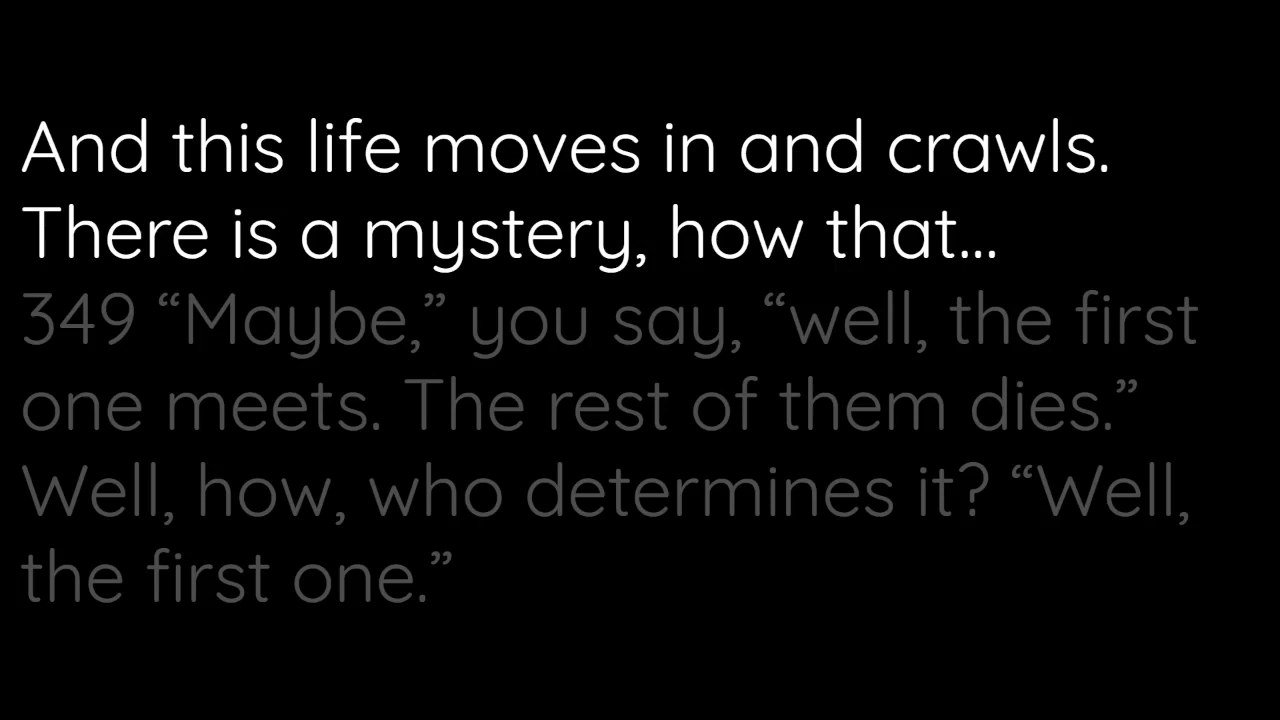 And this life moves in and crawls.
There is a mystery, how that...
349 “Maybe,” you say, “well, the first
one meets. The rest of them dies.”
Well, how, who determines it? “Well,
the first one.”